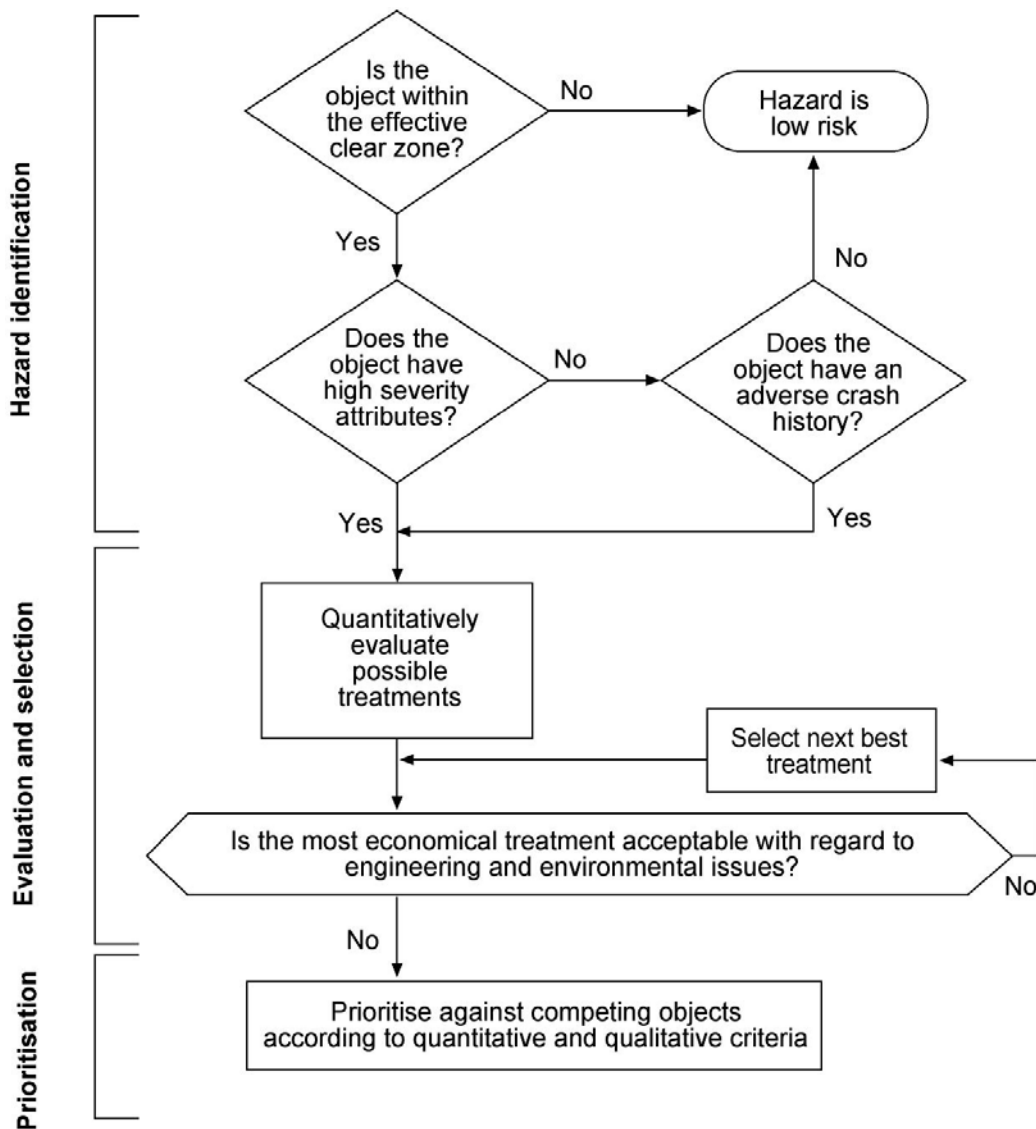 Hazard identification
Is the
object within
the effective
clear zone?
No
Hazard is
low risk
Yes
No
Does the
object have
high severity
attributes?
No
Does the
object have an
adverse crash
history?
Yes
Yes
Evaluation and selection
Quantitatively
evaluate
possible
treatments
Select next best
treatment
Is the most economical treatment acceptable with regard to
engineering and environmental issues?
No
No
Prioritisation
Prioritise against competing objects
according to quantitative and qualitative criteria